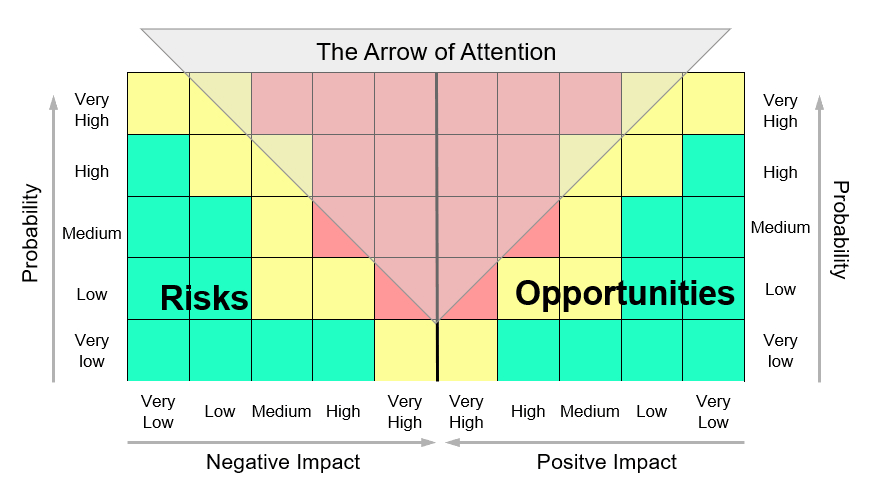 The Arrow of Attention
Very
High
High
Medium
Low
Very
low
Probability
Risks
Opportunities
Very
High
High
Medium
Low
Very
low
Probability
Very
Low
Low
Medium
High
Very
High
Very
High
High
Medium
Low
Very
Low
Negative Impact
Positve Impact